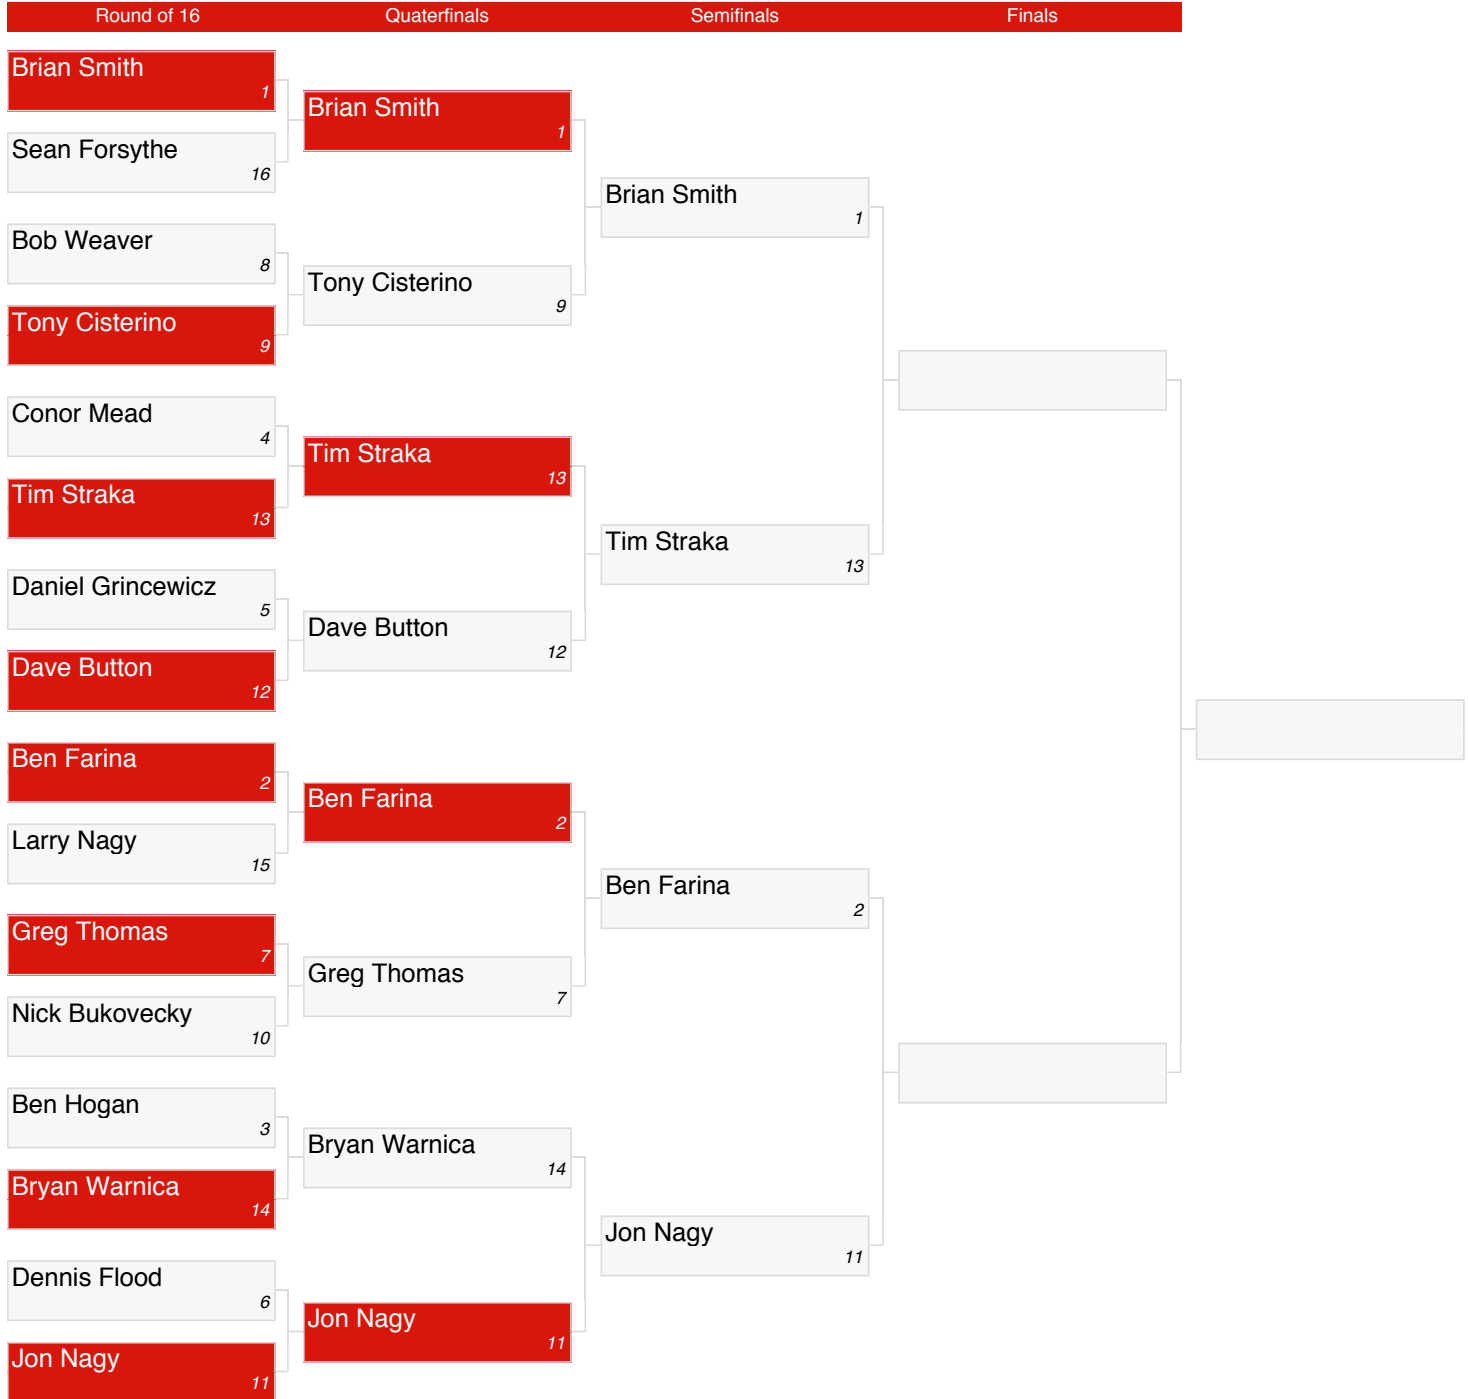 Round of 16
Quaterfinals
Semifinals
Finals
Brian Smith
1
Sean Forsythe
16
Bob Weaver
8
Tony Cisterino
9
Conor Mead
4
Tim Straka
13
Daniel Grincewicz
5
Dave Button
12
Ben Farina
2
Larry Nagy
15
Greg Thomas
7
Nick Bukovecky
10
Ben Hogan
3
Bryan Warnica
14
Dennis Flood
6
Jon Nagy
11
Brian Smith
1
Tony Cisterino
9
Tim Straka
13
Dave Button
12
Ben Farina
2
Greg Thomas
7
Bryan Warnica
14
Jon Nagy
11
Brian Smith
1
Tim Straka
13
Ben Farina
2
Jon Nagy
11